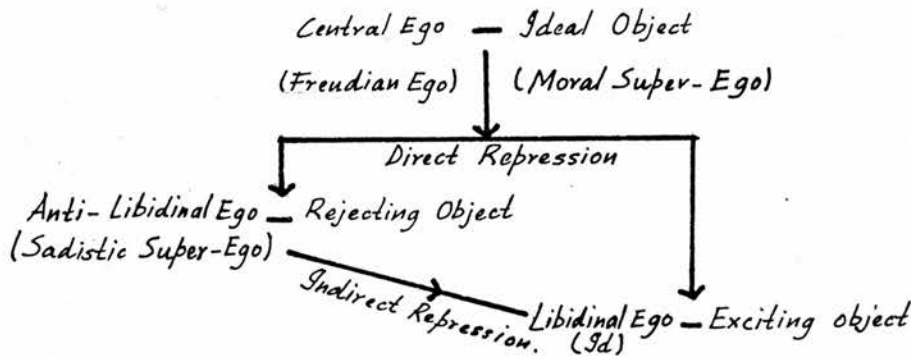 Central Ego — Ideal Object
(Freudian Ego) (Moral Super-Ego)
Direct Repression
Anti-Libidinal Ego — Rejecting Object
(Sadistic Super-Ego)
Indirect Repression.
Libidinal Ego — Exciting object
(Id)